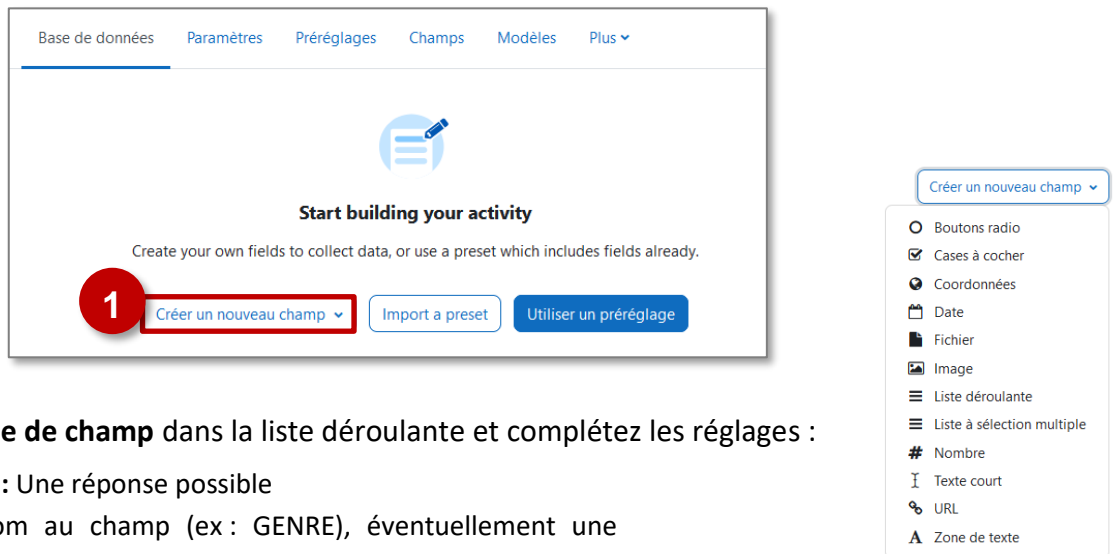 Base de données Paramètres Préréglages Champs Modèles Plus
Start building your activity
Create your own fields to collect data, or use a preset which includes fields already.
1
Créer un nouveau champ Import a preset Utiliser un préréglage
Créer un nouveau champ
Boutons radio
Cases à cocher
Coordonnées
Date
Fichier
Image
Liste déroulante
Liste à sélection multiple
Nombre
Texte court
URL
Zone de texte
e de champ dans la liste déroulante et complétez les réglages :
: Une réponse possible
om au champ (ex : GENRE), éventuellement une